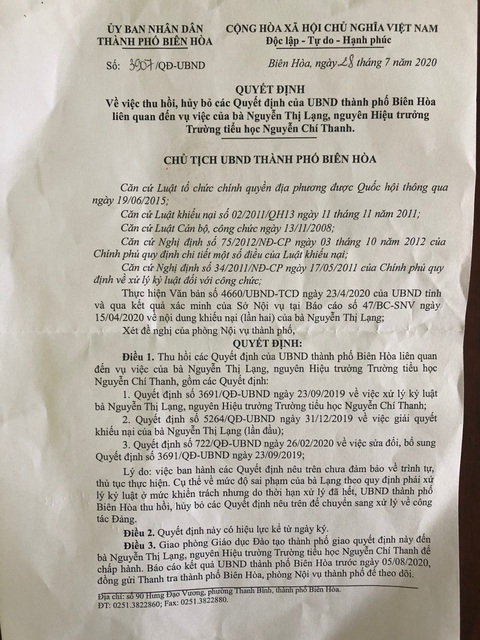 ỦY BAN NHÂN DÂN
THÀNH PHỐ BIÊN HÒA
CỘNG HÒA XÃ HỘI CHỦ NGHĨA VIỆT NAM
Độc lập - Tự do - Hạnh phúc
Số: 3907/QĐ-UBND
Biên Hòa, ngày 28 tháng 7 năm 2020
QUYẾT ĐỊNH
Về việc thu hồi, hủy bỏ các Quyết định của UBND thành phố Biên Hòa
liên quan đến vụ việc của bà Nguyễn Thị Lạng, nguyên Hiệu trưởng
Trường tiểu học Nguyễn Chí Thanh.
CHỦ TỊCH UBND THÀNH PHỐ BIÊN HÒA
Căn cứ Luật tổ chức chính quyền địa phương được Quốc hội thông qua
ngày 19/06/2015;
Căn cứ Luật khiếu nại số 02/2011/QH13 ngày 11 tháng 11 năm 2011;
Căn cứ Luật Cán bộ, công chức ngày 13/11/2008;
Căn cứ Nghị định số 75/2012/NĐ-CP ngày 03 tháng 10 năm 2012 của
Chính phủ quy định chi tiết một số điều của Luật khiếu nại;
Căn cứ Nghị định số 34/2011/NĐ-CP ngày 17/05/2011 của Chính phủ quy
định về xử lý kỷ luật đối với công chức;
Thực hiện Văn bản số 4660/UBND-TCD ngày 23/4/2020 của UBND tỉnh
và qua kết quả xác minh của Sở Nội vụ tại Báo cáo số 47/BC-SNV ngày
15/04/2020 về nội dung khiếu nại (lần hai) của bà Nguyễn Thị Lạng;
Xét đề nghị của phòng Nội vụ thành phố,
QUYẾT ĐỊNH:
Điều 1. Thu hồi các Quyết định của UBND thành phố Biên Hòa liên quan
đến vụ việc của bà Nguyễn Thị Lạng, nguyên Hiệu trưởng Trường tiểu học
Nguyễn Chí Thanh, gồm các Quyết định:
1. Quyết định số 3691/QĐ-UBND ngày 23/09/2019 về việc xử lý kỷ luật
bà Nguyễn Thị Lạng, nguyên Hiệu trưởng Trường tiểu học Nguyễn Chí Thanh;
2. Quyết định số 5264/QĐ-UBND ngày 31/12/2019 về việc giải quyết
khiếu nại của bà Nguyễn Thị Lạng (lần đầu);
3. Quyết định số 722/QĐ-UBND ngày 26/02/2020 về việc sửa đổi, bổ sung
Quyết định số 3691/QĐ-UBND ngày 23/09/2019;
Lý do: việc ban hành các Quyết định nêu trên chưa đảm bảo về trình tự,
thủ tục thực hiện. Cụ thể về mức độ sai phạm của bà Lạng theo quy định phải xử
lý kỷ luật ở mức khiển trách nhưng do thời hạn xử lý đã hết, UBND thành phố
Biên Hòa thu hồi, hủy bỏ các Quyết định nêu trên để chuyển sang xử lý về công
tác Đảng.
Điều 2. Quyết định này có hiệu lực kể từ ngày ký.
Điều 3. Giao phòng Giáo dục Đào tạo thành phố giao quyết định này đến
bà Nguyễn Thị Lạng, nguyên Hiệu trưởng Trường tiểu học Nguyễn Chí Thanh để
chấp hành. Báo cáo kết quả UBND thành phố Biên Hòa trước ngày 05/08/2020,
đồng gửi Thanh tra thành phố Biên Hòa, phòng Nội vụ thành phố để theo dõi.
Địa chỉ: số 90 Hưng Đạo Vương, phường Thanh Bình, thành phố Biên Hòa.
ĐT: 0251.3822860; Fax: 0251.3822880.